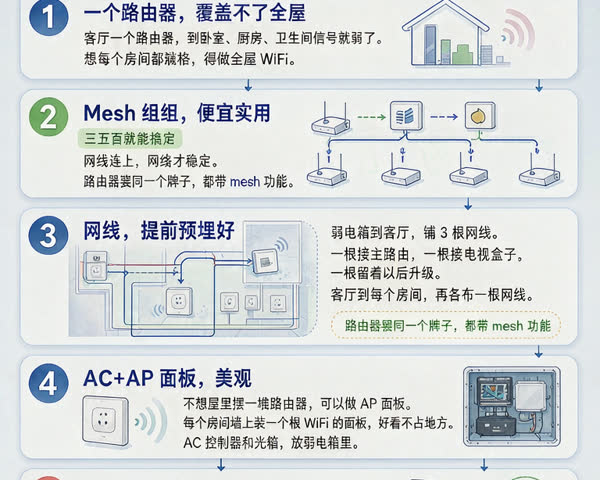 1
一个路由器，覆盖不了全屋
客厅一个路由器，到卧室、厨房、卫生间信号就弱了。
想每个房间都满格，得做全屋 WiFi。
2
Mesh 组组，便宜实用
三五百就能搞定
网线连上，网络才稳定。
路由器要同一个牌子，都带 mesh 功能。
3
网线，提前预埋好
弱电箱到客厅，铺 3 根网线。
一根接主路由，一根接电视盒子。
一根留着以后升级。
客厅到每个房间，再各布一根网线。
路由器要同一个牌子，都带 mesh 功能
4
AC+AP 面板，美观
不想屋里摆一堆路由器，可以做 AP 面板。
每个房间墙上装一个根 WiFi 的面板，好看不占地方。
AC 控制器和光箱，放弱电箱里。